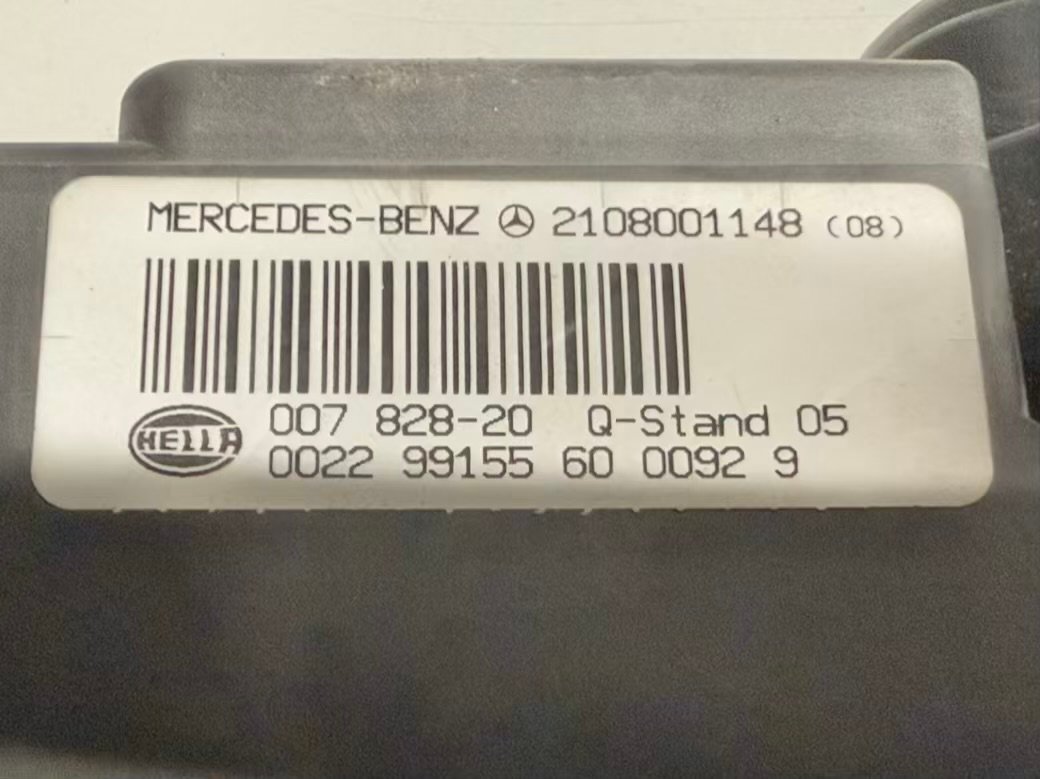 MERCEDES-BENZ 2108001148 (08)
007 828-20 Q-Stand 05
HELLA
0022 99155 60 0092 9